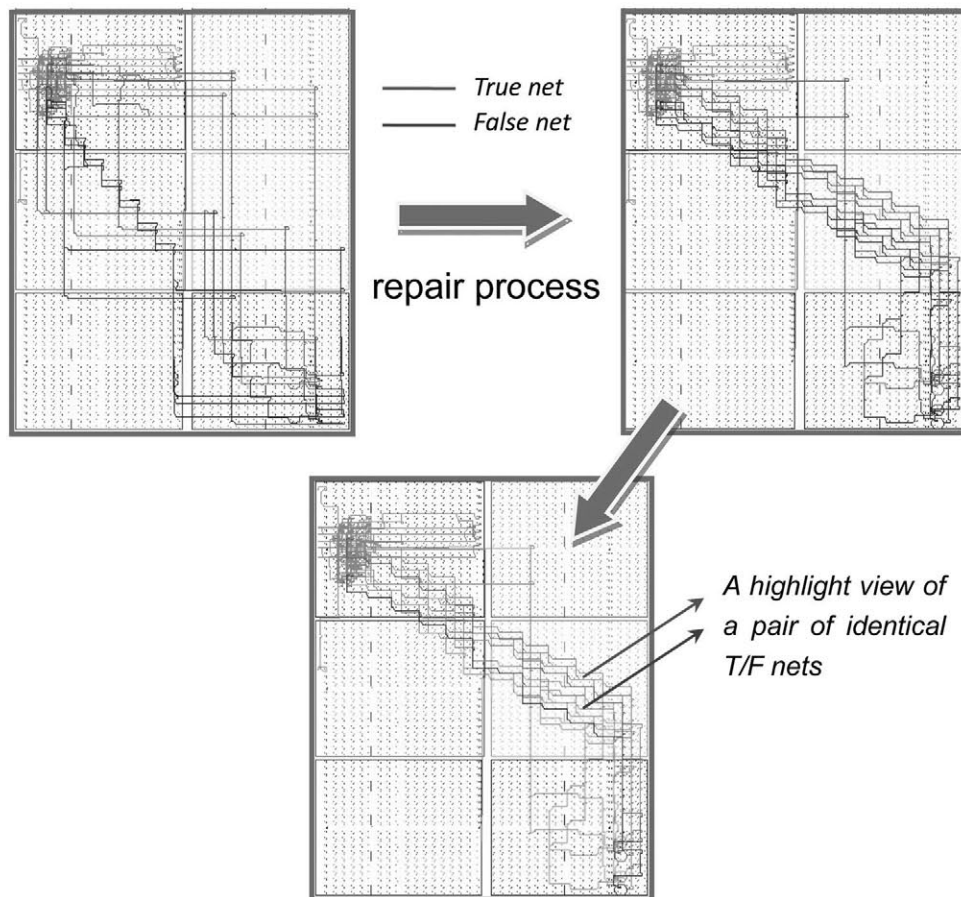 True net
False net
repair process
A highlight view of
a pair of identical
T/F nets